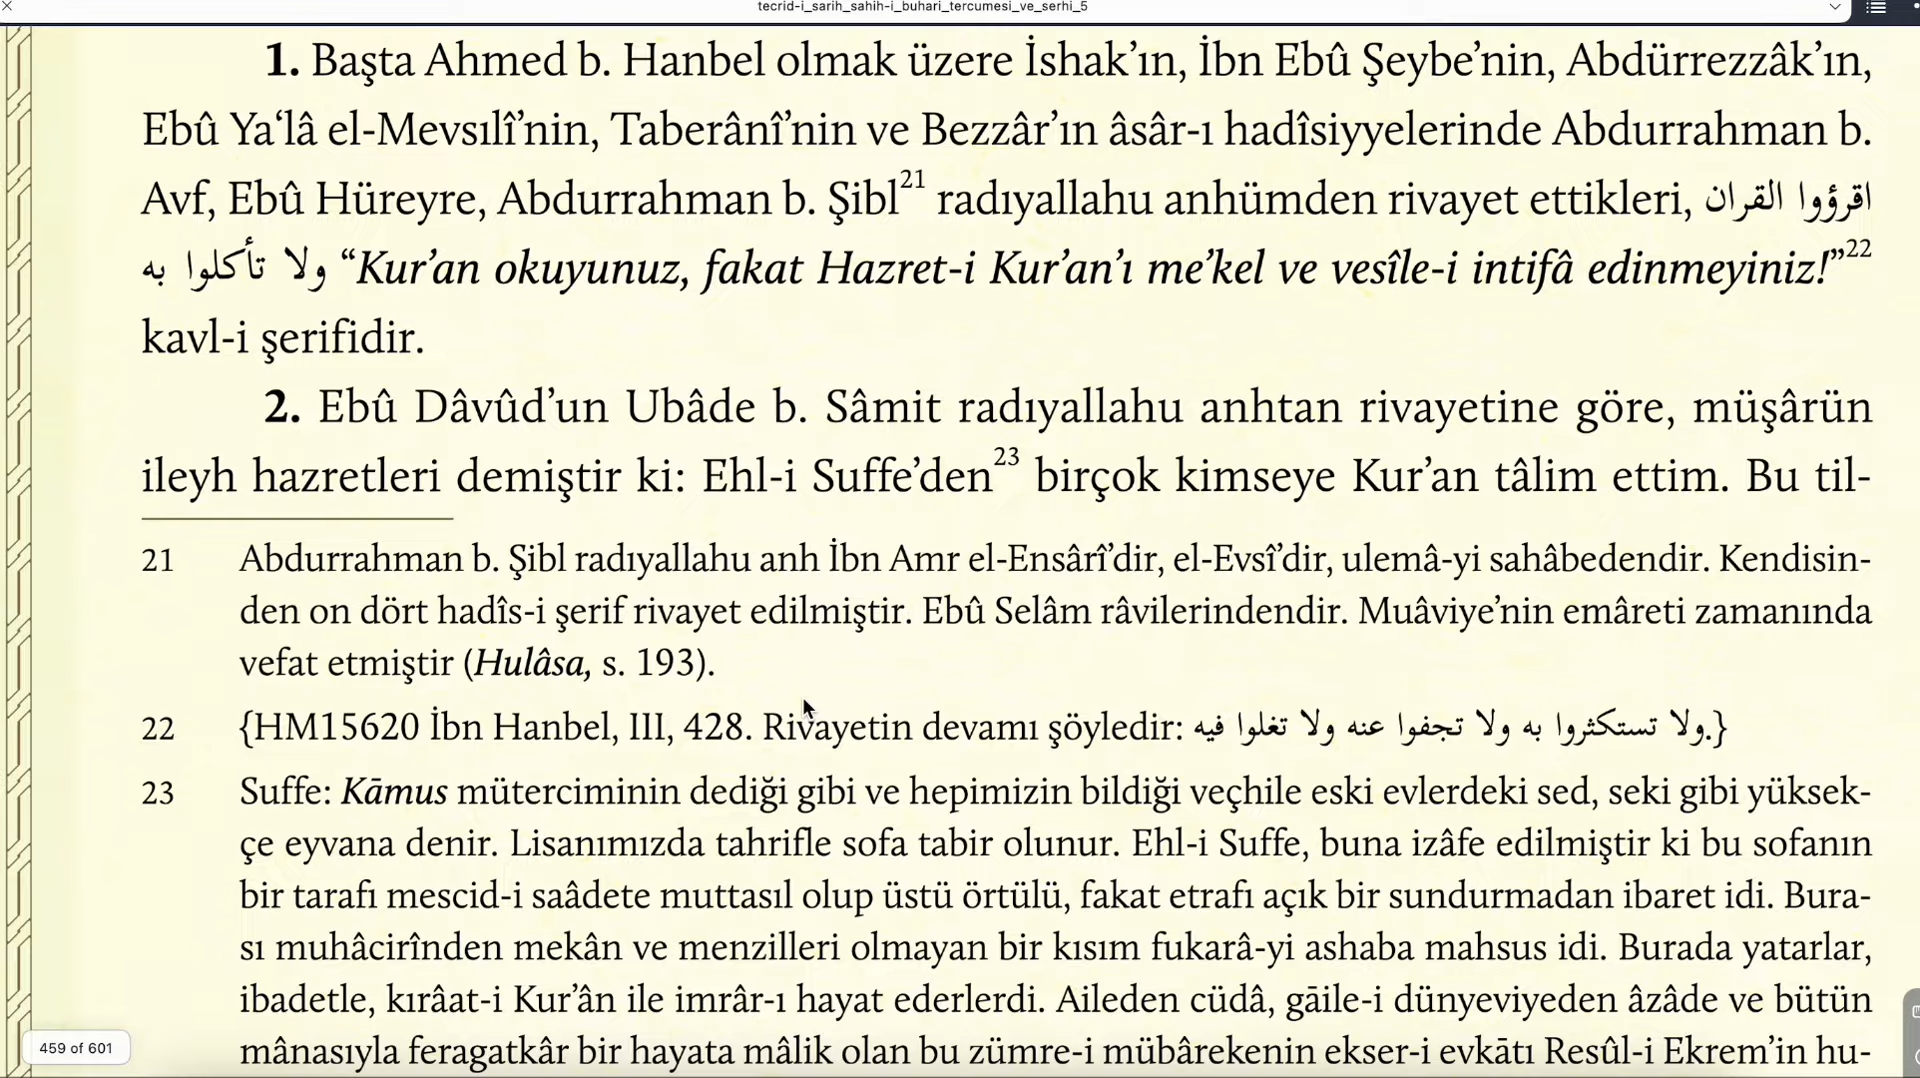 tecrid-i_sarih_sahih-i_buhari_tercumesi_ve_serhi_5
1. Başta Ahmed b. Hanbel olmak üzere İshak’ın, İbn Ebû Şeybe’nin, Abdürrezzâk’ın,
Ebû Ya‘lâ el-Mevsılî’nin, Taberânî’nin ve Bezzâr’ın âsâr-ı hadîsiyyelerinde Abdurrahman b.
Avf, Ebû Hüreyre, Abdurrahman b. Şibl21 radıyallahu anhümden rivayet ettikleri, اقرؤوا القران
ولا تأكلوا به “Kur’an okuyunuz, fakat Hazret-i Kur’an’ı me’kel ve vesîle-i intifâ edinmeyiniz!”22
kavl-i şerifidir.
2. Ebû Dâvûd’un Ubâde b. Sâmit radıyallahu anhtan rivayetine göre, müşârün
ileyh hazretleri demiştir ki: Ehl-i Suffe’den23 birçok kimseye Kur’an tâlim ettim. Bu til-
21 Abdurrahman b. Şibl radıyallahu anh İbn Amr el-Ensârî’dir, el-Evsî’dir, ulemâ-yi sahâbedendir. Kendisin-
den on dört hadîs-i şerif rivayet edilmiştir. Ebû Selâm râvilerindendir. Muâviye’nin emâreti zamanında
vefat etmiştir (Hulâsa, s. 193).
22 {HM15620 İbn Hanbel, III, 428. Rivayetin devamı şöyledir: ولا تستكثروا به ولا تجفوا عنه ولا تغلوا فيه.}
23 Suffe: Kāmus müterciminin dediği gibi ve hepimizin bildiği veçhile eski evlerdeki sed, seki gibi yüksek-
çe eyvana denir. Lisanımızda tahrifle sofa tabir olunur. Ehl-i Suffe, buna izâfe edilmiştir ki bu sofanın
bir tarafı mescid-i saâdete muttasıl olup üstü örtülü, fakat etrafı açık bir sundurmadan ibaret idi. Bura-
sı muhâcirînden mekân ve menzilleri olmayan bir kısım fukarâ-yi ashaba mahsus idi. Burada yatarlar,
ibadetle, kırâat-i Kur’ân ile imrâr-ı hayat ederlerdi. Aileden cüdâ, gāile-i dünyeviyeden âzâde ve bütün
mânasıyla feragatkâr bir hayata mâlik olan bu zümre-i mübârekenin ekser-i evkātı Resûl-i Ekrem’in hu-
459 of 601